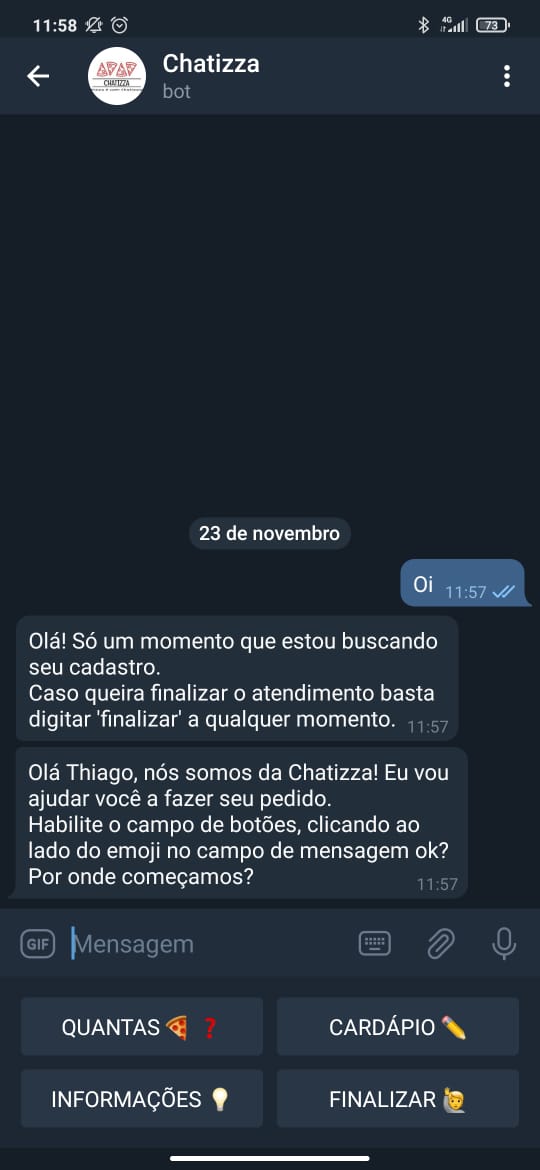 11:58
4G
73
CHATIZZA
Chatizza
bot
23 de novembro
Oi 11:57
Olá! Só um momento que estou buscando
seu cadastro.
Caso queira finalizar o atendimento basta
digitar 'finalizar' a qualquer momento. 11:57
Olá Thiago, nós somos da Chatizza! Eu vou
ajudar você a fazer seu pedido.
Habilite o campo de botões, clicando ao
lado do emoji no campo de mensagem ok?
Por onde começamos? 11:57
GIF Mensagem
QUANTAS🍕❓ CARDÁPIO✏️
INFORMAÇÕES💡 FINALIZAR🙋